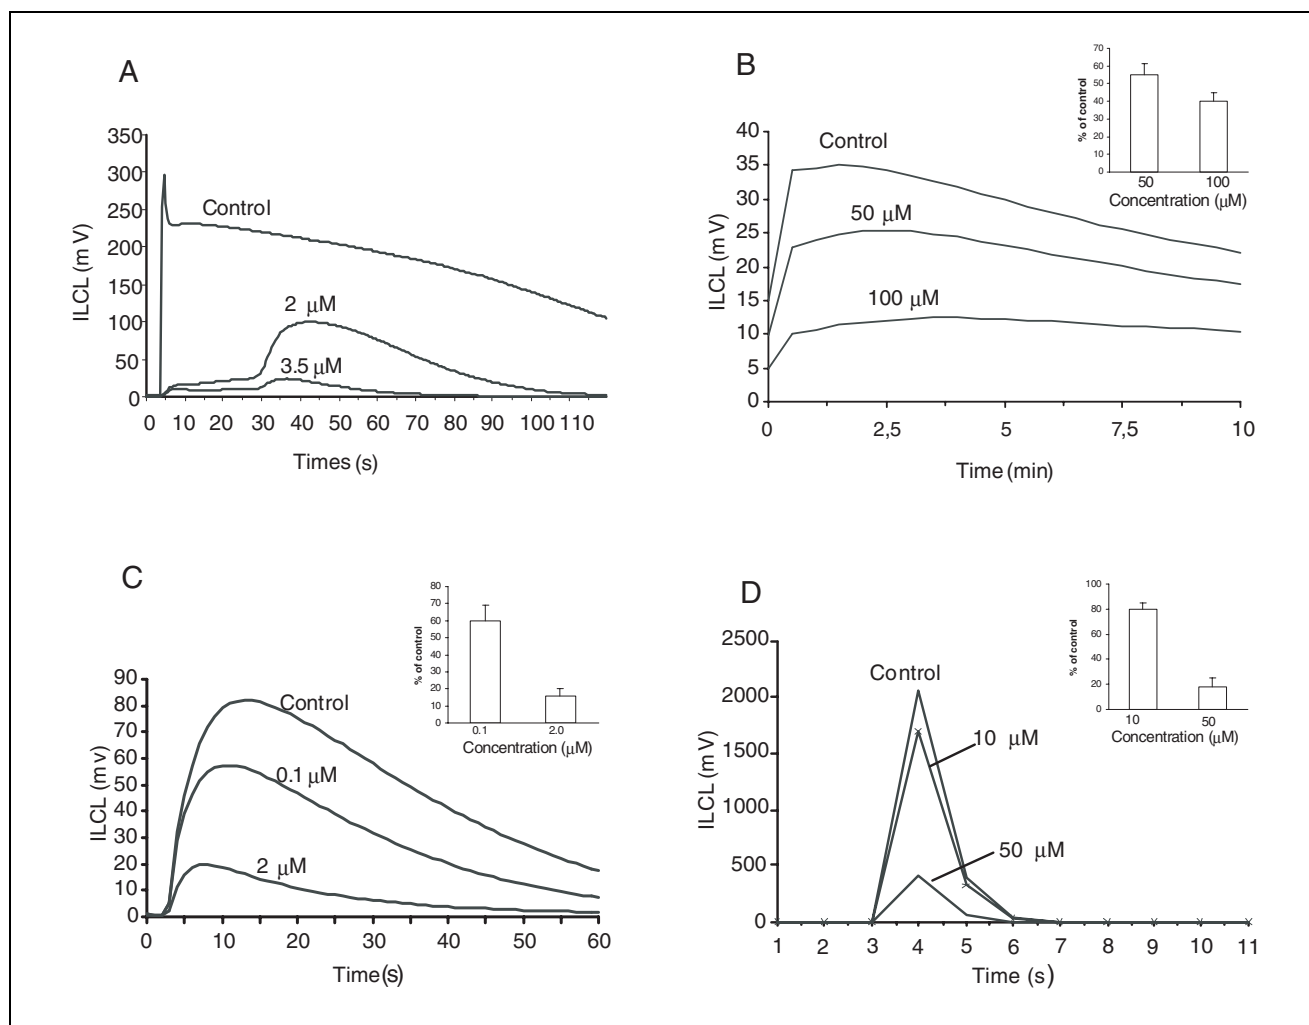 A
350
300
250
200
150
100
50
0
ILCL (m V)
Control
2 μM
3.5 μM
0 10 20 30 40 50 60 70 80 90 100 110
Times (s)
B
40
35
30
25
20
15
10
5
0
ILCL (m V)
Control
50 μM
100 μM
0 2,5 5 7,5 10
Time (min)
70
60
50
40
30
20
10
0
% of control
50 100
Concentration (μM)
C
90
80
70
60
50
40
30
20
10
0
ILCL (m v)
Control
0.1 μM
2 μM
0 10 20 30 40 50 60
Time (s)
80
70
60
50
40
30
20
10
0
% of control
0.1 2.0
Concentration (μM)
D
2500
2000
1500
1000
500
0
ILCL (m V)
Control
10 μM
50 μM
1 2 3 4 5 6 7 8 9 10 11
Time (s)
100
80
60
40
20
0
% of control
10 50
Concentration (μM)